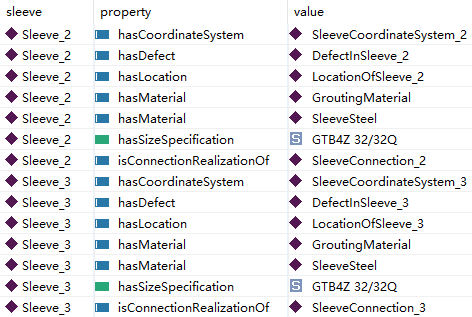 sleeve property value
Sleeve_2 hasCoordinateSystem SleeveCoordinateSystem_2
Sleeve_2 hasDefect DefectInSleeve_2
Sleeve_2 hasLocation LocationOfSleeve_2
Sleeve_2 hasMaterial GroutingMaterial
Sleeve_2 hasMaterial SleeveSteel
Sleeve_2 hasSizeSpecification S GTB4Z 32/32Q
Sleeve_2 isConnectionRealizationOf SleeveConnection_2
Sleeve_3 hasCoordinateSystem SleeveCoordinateSystem_3
Sleeve_3 hasDefect DefectInSleeve_3
Sleeve_3 hasLocation LocationOfSleeve_3
Sleeve_3 hasMaterial GroutingMaterial
Sleeve_3 hasMaterial SleeveSteel
Sleeve_3 hasSizeSpecification S GTB4Z 32/32Q
Sleeve_3 isConnectionRealizationOf SleeveConnection_3